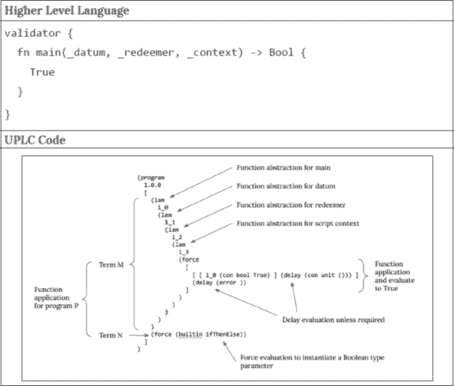 Higher Level Language
validator {
fn main(_datum, _redeemer, _context) -> Bool {
True
}
}
UPLC Code
(program
1.0.0
[
(lam
i_0
(lam
i_1
(lam
i_2
(lam
i_3
(force
[
[ [ i_0 (con bool True) ] (delay (con unit ())) ]
(delay (error ))
]
)
)
)
)
)
(force (builtin ifThenElse))
]
)
Function abstraction for main
Function abstraction for datum
Function abstraction for redeemer
Function abstraction for script context
Term M
Function
application
for program P
Term N
Function
application
and evaluate
to True
Delay evaluation unless required
Force evaluation to instantiate a Boolean type
parameter